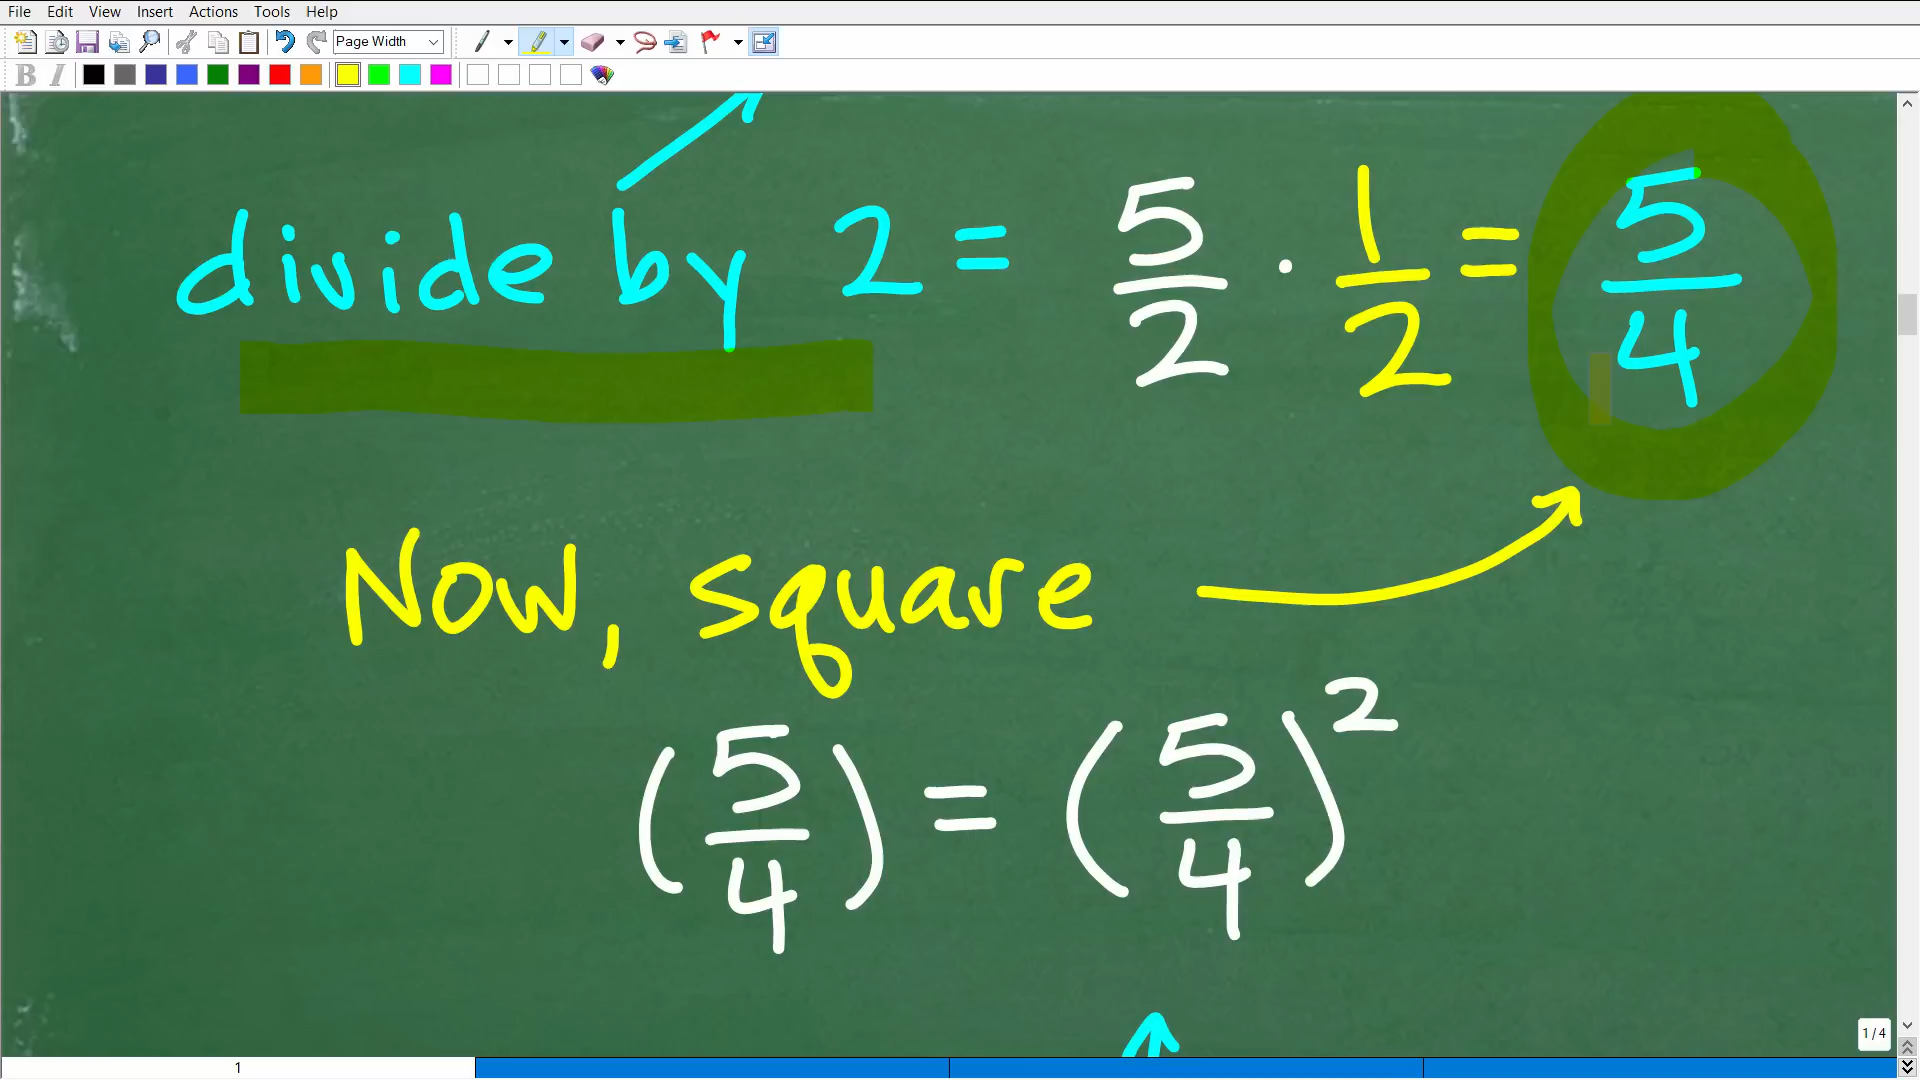 File Edit View Insert Actions Tools Help
Page Width
B I
divide by 2 = 5/2 · 1/2 = 5/4
Now, square
(5/4) = (5/4)²
1/4
1